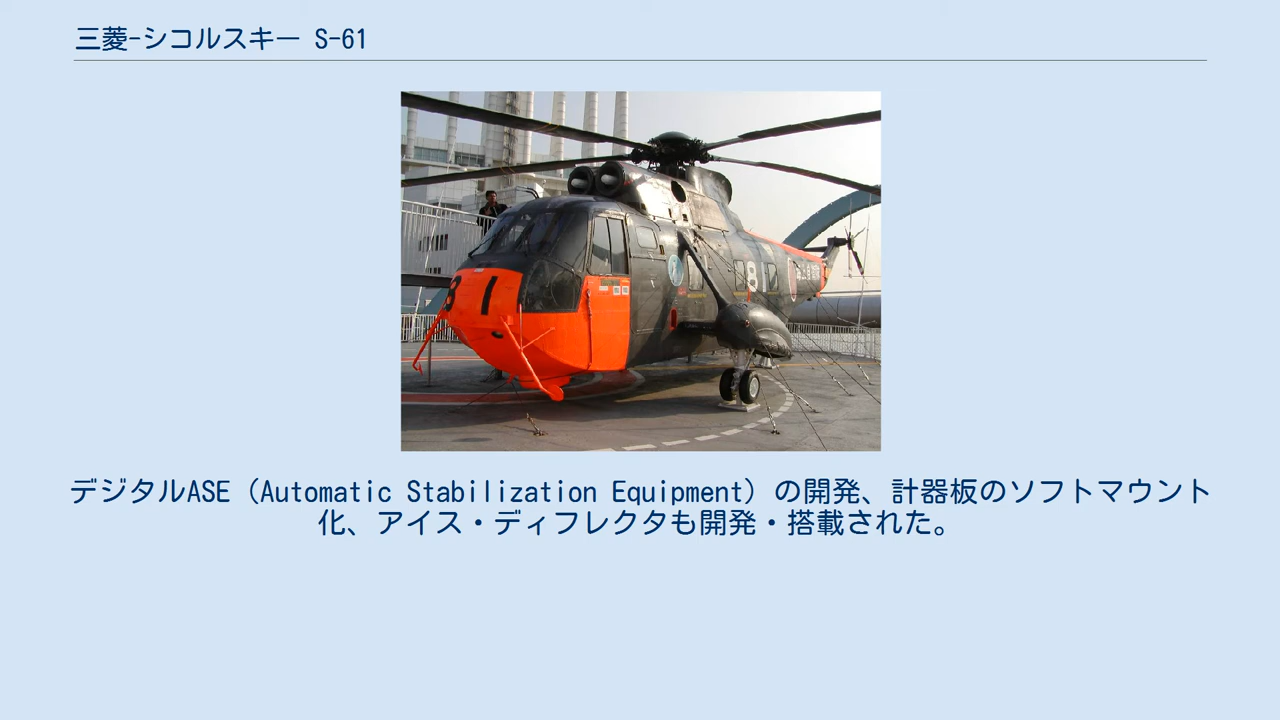 三菱-シコルスキー S-61
81
81
デジタルASE（Automatic Stabilization Equipment）の開発、計器板のソフトマウント
化、アイス・ディフレクタも開発・搭載された。